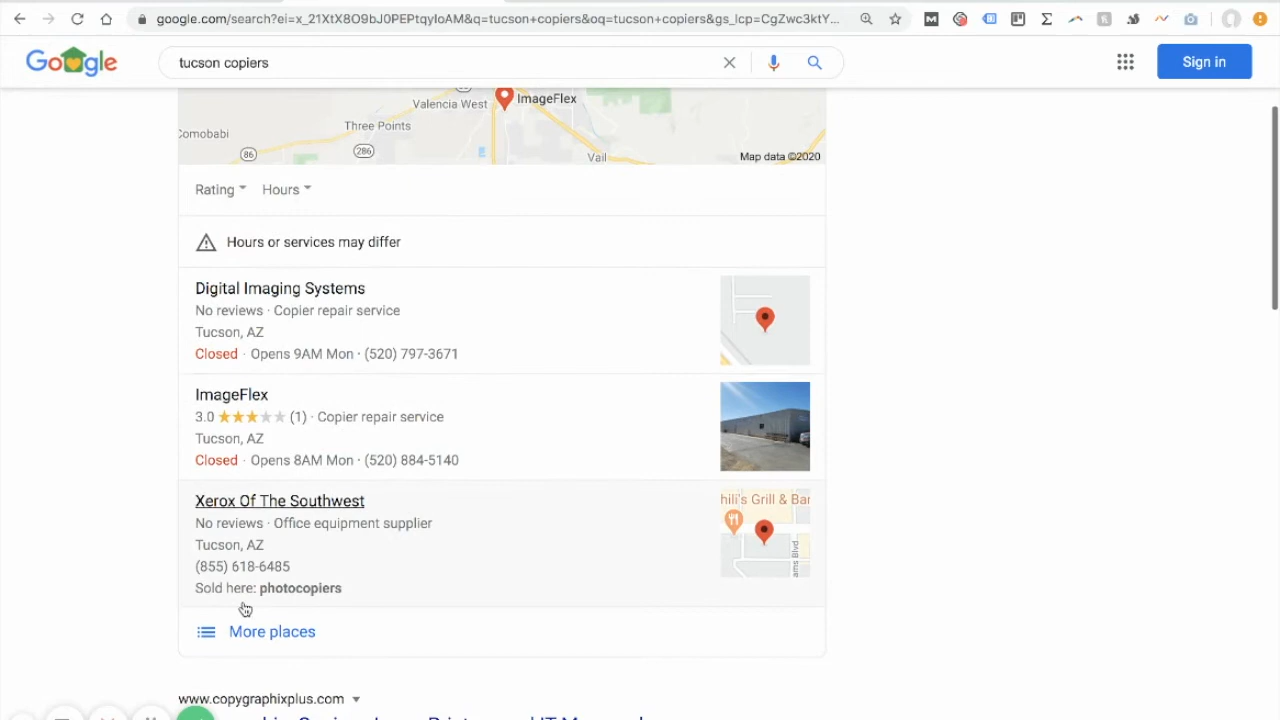 google.com/search?ei=x_21XtX8O9bJ0PEPtqyIoAM&q=tucson+copiers&oq=tucson+copiers&gs_lcp=CgZwc3ktY...
Google
tucson copiers
Sign in
Valencia West
ImageFlex
Three Points
Comobabi
86
286
Vail
Map data ©2020
Rating
Hours
Hours or services may differ
Digital Imaging Systems
No reviews · Copier repair service
Tucson, AZ
Closed · Opens 9AM Mon · (520) 797-3671
ImageFlex
3.0 ★★★☆☆ (1) · Copier repair service
Tucson, AZ
Closed · Opens 8AM Mon · (520) 884-5140
Xerox Of The Southwest
No reviews · Office equipment supplier
Tucson, AZ
(855) 618-6485
Sold here: photocopiers
hili's Grill & Bar
ams Blvd
More places
www.copygraphixplus.com